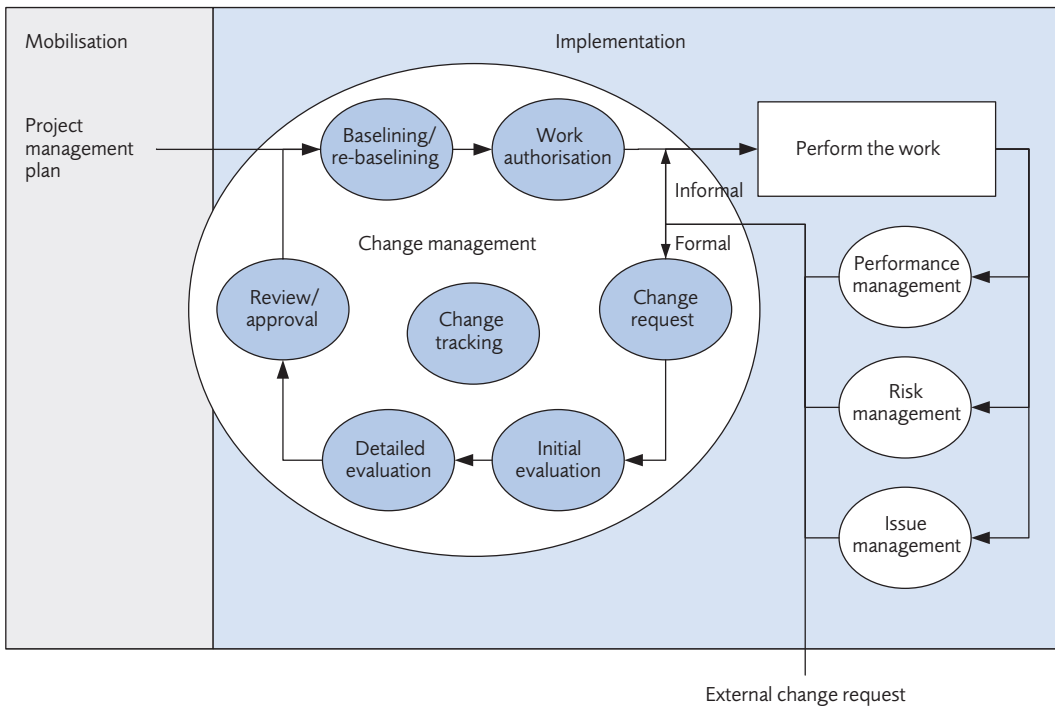 Mobilisation
Implementation
Project
management
plan
Baselining/
re-baselining
Work
authorisation
Perform the work
Informal
Formal
Change management
Performance
management
Review/
approval
Change
tracking
Change
request
Risk
management
Detailed
evaluation
Initial
evaluation
Issue
management
External change request